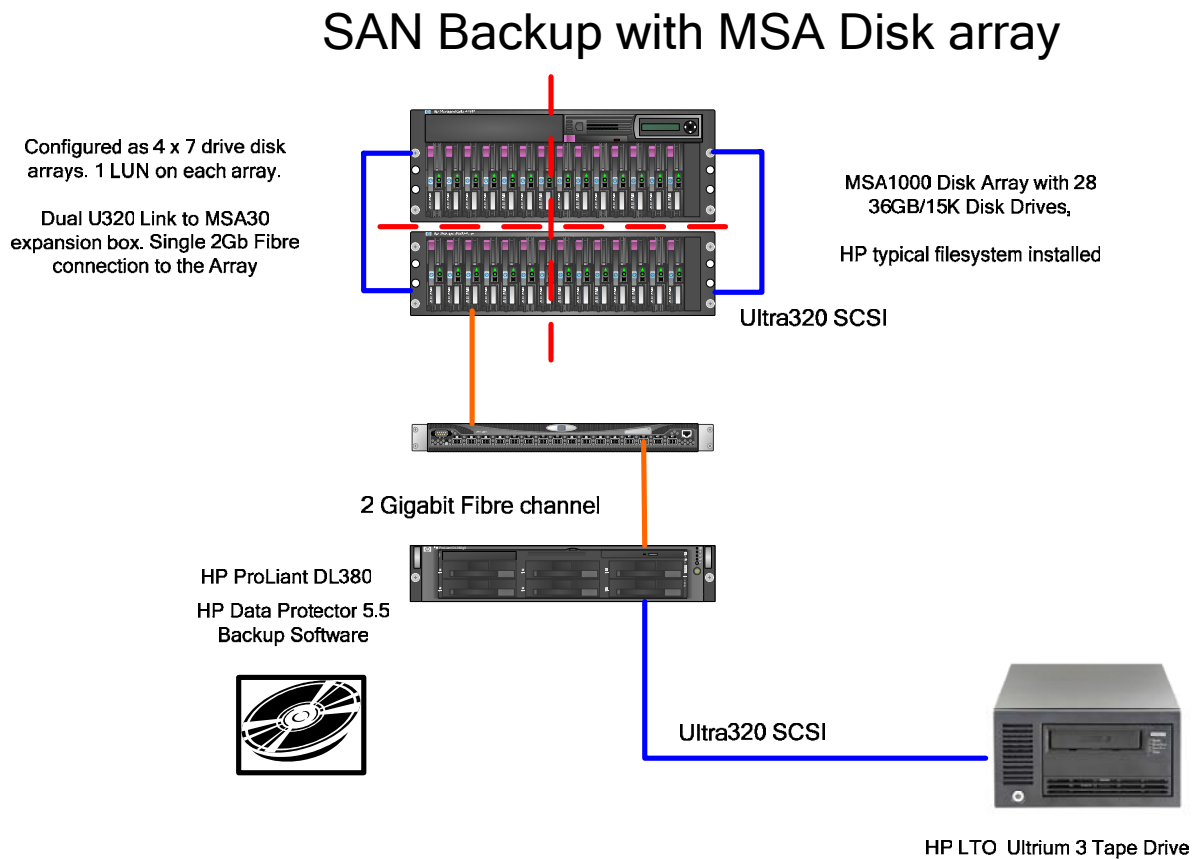 SAN Backup with MSA Disk array
Configured as 4 x 7 drive disk
arrays. 1 LUN on each array.
Dual U320 Link to MSA30
expansion box. Single 2Gb Fibre
connection to the Array
MSA1000 Disk Array with 28
36GB/15K Disk Drives,
HP typical filesystem installed
Ultra320 SCSI
2 Gigabit Fibre channel
HP ProLiant DL380
HP Data Protector 5.5
Backup Software
Ultra320 SCSI
HP LTO Ultrium 3 Tape Drive